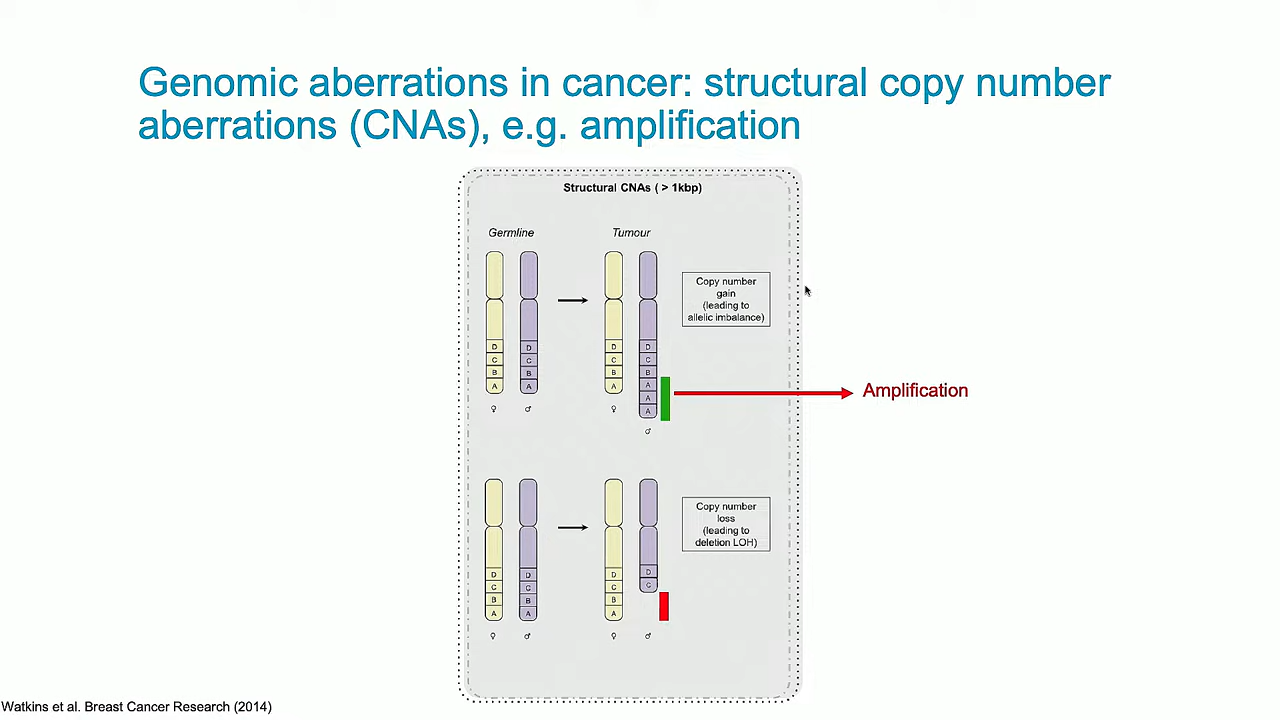 Genomic aberrations in cancer: structural copy number
aberrations (CNAs), e.g. amplification
Structural CNAs ( > 1kbp)
Germline
Tumour
D
C
B
A
♀
D
C
B
A
♂
D
C
B
A
♀
D
C
B
A
A
A
♂
Copy number
gain
(leading to
allelic imbalance)
Amplification
D
C
B
A
♀
D
C
B
A
♂
D
C
B
A
♀
D
C
♂
Copy number
loss
(leading to
deletion LOH)
Watkins et al. Breast Cancer Research (2014)